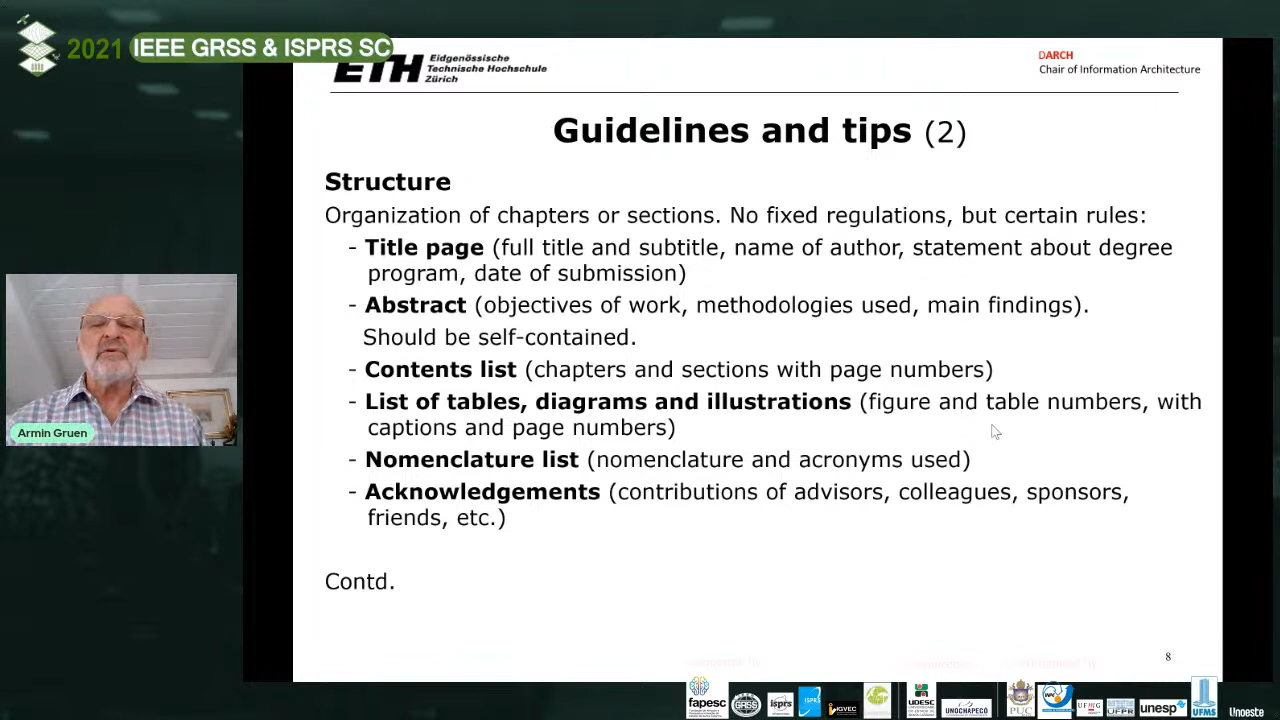 2021 IEEE GRSS & ISPRS SC
ETH Eidgenössische
Technische Hochschule
Zürich
DARCH
Chair of Information Architecture
Guidelines and tips (2)
Structure
Organization of chapters or sections. No fixed regulations, but certain rules:
- Title page (full title and subtitle, name of author, statement about degree
program, date of submission)
- Abstract (objectives of work, methodologies used, main findings).
Should be self-contained.
- Contents list (chapters and sections with page numbers)
- List of tables, diagrams and illustrations (figure and table numbers, with
captions and page numbers)
- Nomenclature list (nomenclature and acronyms used)
- Acknowledgements (contributions of advisors, colleagues, sponsors,
friends, etc.)
Contd.
8
Armin Gruen
fapesc
GRSS
isprs
ISPRS
IGVEC
UDESC
UNOCHAPECÓ
PUC
UFMG
UFPR
unesp
UFMS
Unoeste